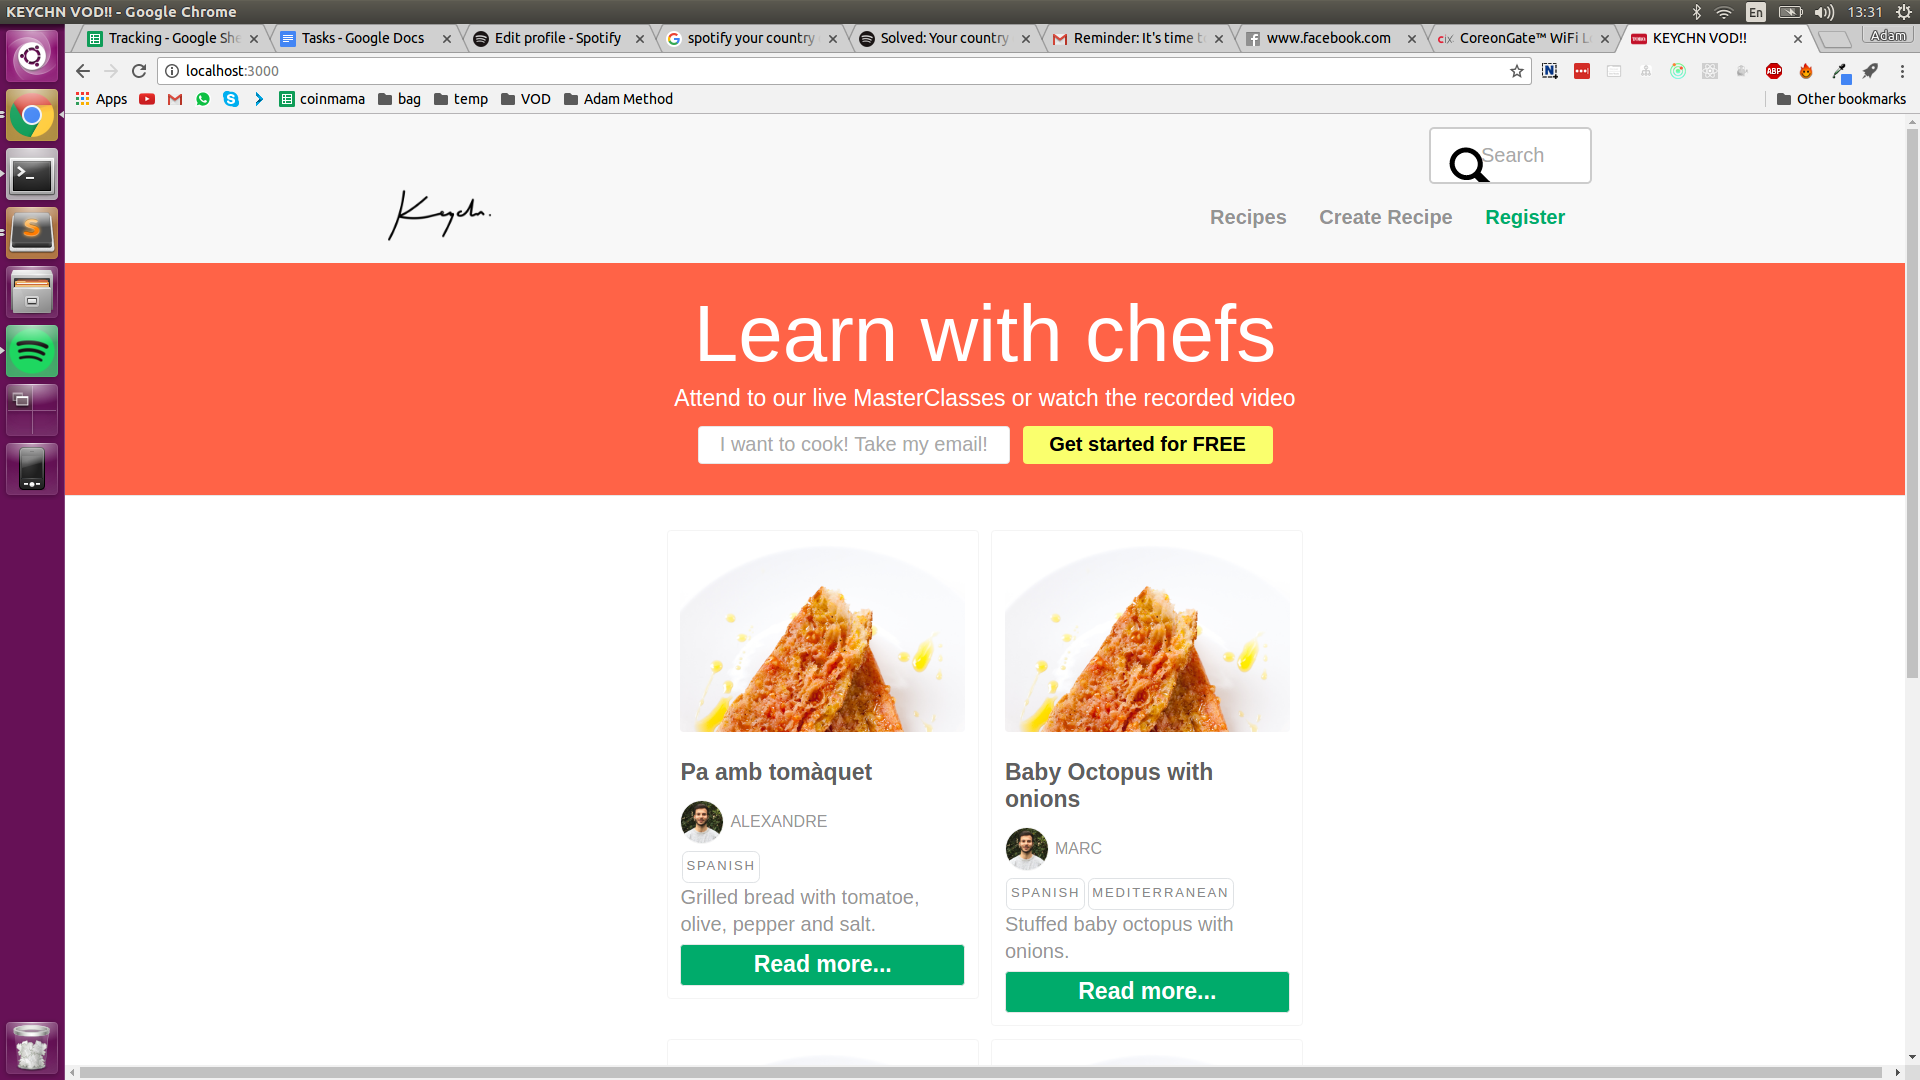 KEYCHN VOD!! - Google Chrome
En
13:31
Tracking - Google She
Tasks - Google Docs
Edit profile - Spotify
spotify your country
Solved: Your country
Reminder: It's time t
www.facebook.com
CoreonGate™ WiFi L
KEYCHN VOD!!
Adam
localhost:3000
ABP
Apps
coinmama
bag
temp
VOD
Adam Method
Other bookmarks
Search
Keychn.
Recipes
Create Recipe
Register
Learn with chefs
Attend to our live MasterClasses or watch the recorded video
I want to cook! Take my email!
Get started for FREE
Pa amb tomàquet
ALEXANDRE
SPANISH
Grilled bread with tomatoe,
olive, pepper and salt.
Read more...
Baby Octopus with
onions
MARC
SPANISH
MEDITERRANEAN
Stuffed baby octopus with
onions.
Read more...